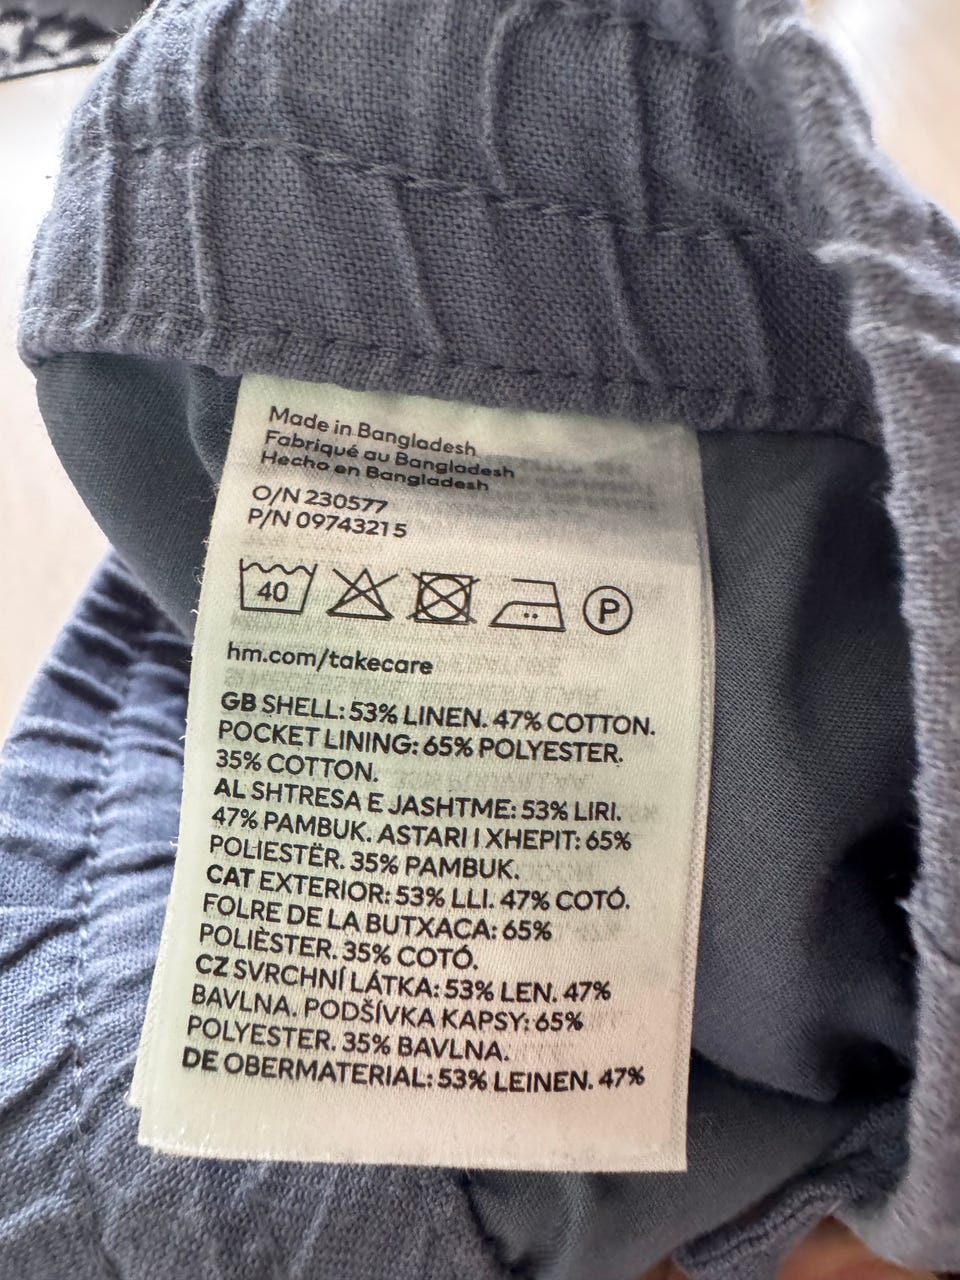 Made in Bangladesh
Fabriqué au Bangladesh
Hecho en Bangladesh
O/N 230577
P/N 09743215
40
P
hm.com/takecare
GB SHELL: 53% LINEN. 47% COTTON.
POCKET LINING: 65% POLYESTER.
35% COTTON.
AL SHTRESA E JASHTME: 53% LIRI.
47% PAMBUK. ASTARI I XHEPIT: 65%
POLIESTËR. 35% PAMBUK.
CAT EXTERIOR: 53% LLI. 47% COTÓ.
FOLRE DE LA BUTXACA: 65%
POLIÈSTER. 35% COTÓ.
CZ SVRCHNÍ LÁTKA: 53% LEN. 47%
BAVLNA. PODŠÍVKA KAPSY: 65%
POLYESTER. 35% BAVLNA.
DE OBERMATERIAL: 53% LEINEN. 47%